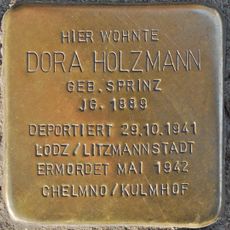 HIER WOHNTE
DORA HOLZMANN
GEB. SPRINZ
JG. 1889
DEPORTIERT 29.10.1941
LODZ/LITZMANNSTADT
ERMORDET MAI 1942
CHELMNO/KULMHOF